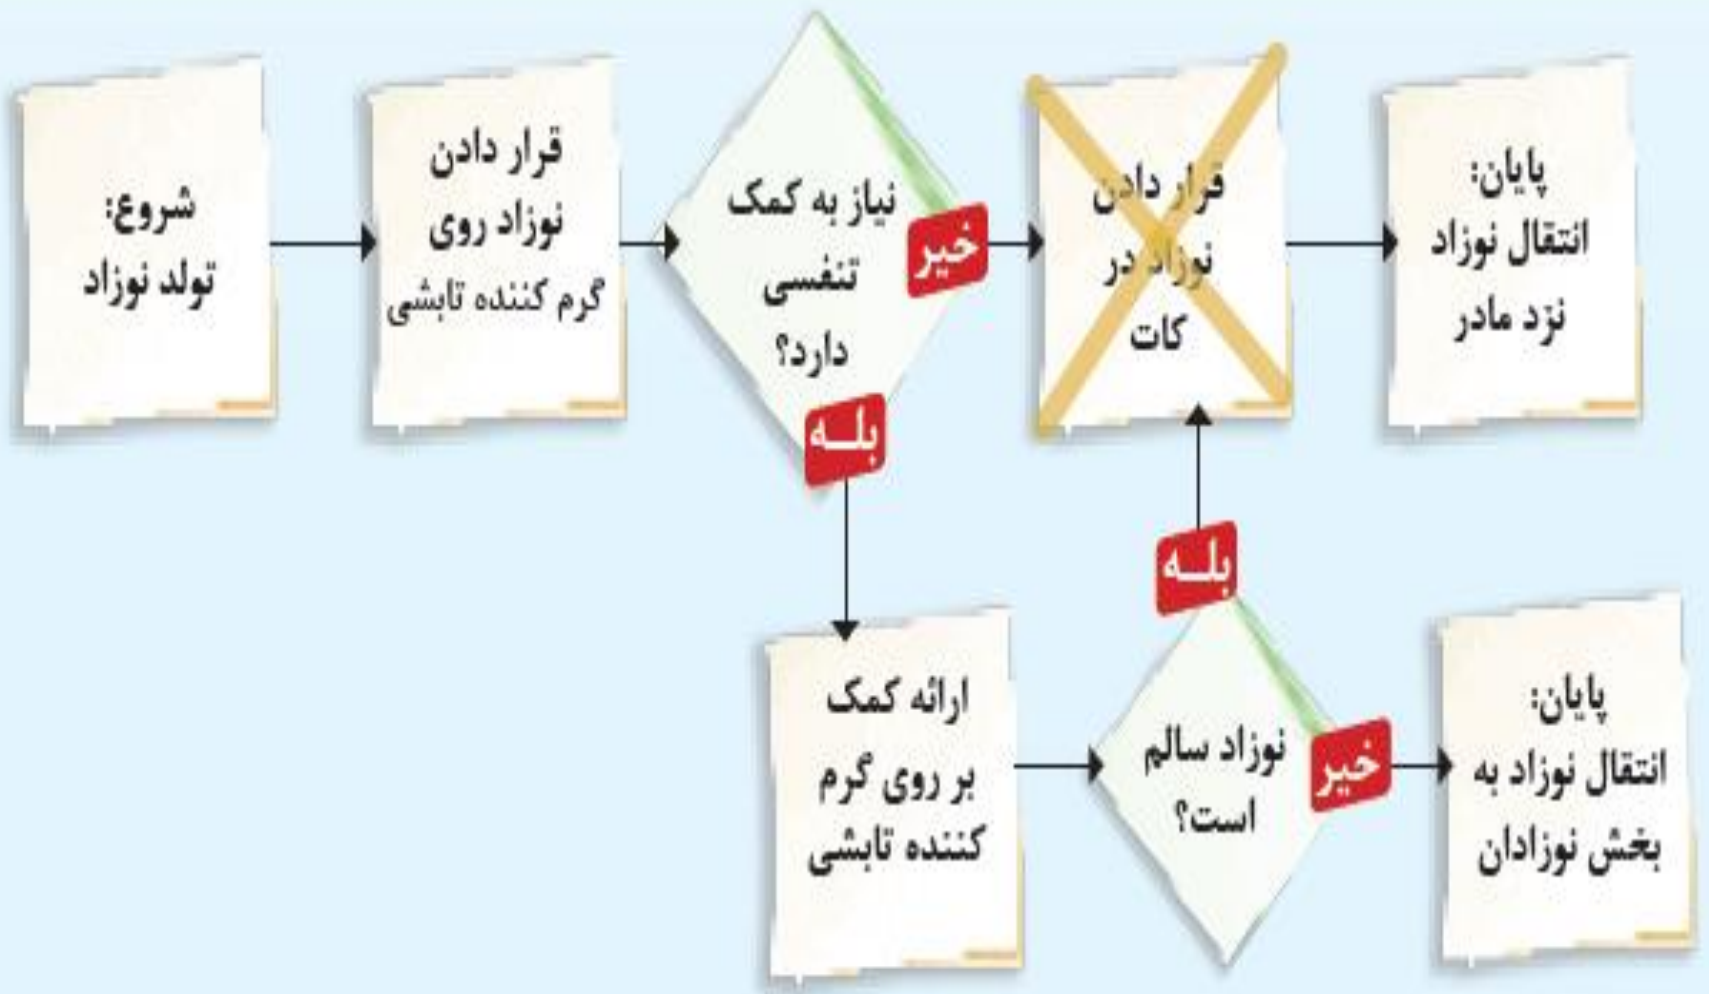 شروع:
تولد نوزاد
قرار دادن
نوزاد روی
گرم کننده تابشی
نیاز به کمک
تنفسی
دارد؟
خیر
بله
قرار دادن
نوزاد در
کات
پایان:
انتقال نوزاد
نزد مادر
ارائه کمک
بر روی گرم
کننده تابشی
نوزاد سالم
است؟
بله
خیر
پایان:
انتقال نوزاد به
بخش نوزادان